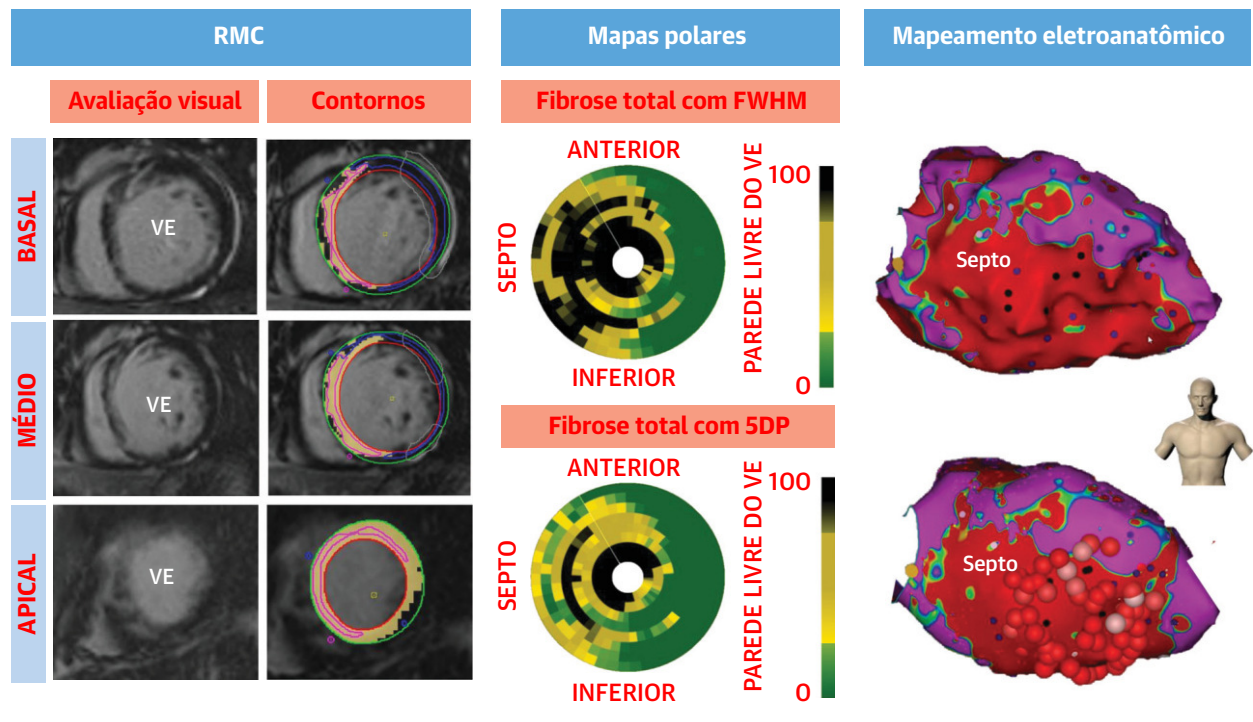 RMC
Mapas polares
Mapeamento eletroanatômico
Avaliação visual
Contornos
Fibrose total com FWHM
BASAL
VE
MÉDIO
VE
APICAL
VE
ANTERIOR
SEPTO
INFERIOR
PAREDE LIVRE DO VE
100
0
Fibrose total com 5DP
ANTERIOR
SEPTO
INFERIOR
PAREDE LIVRE DO VE
100
0
Septo
Septo